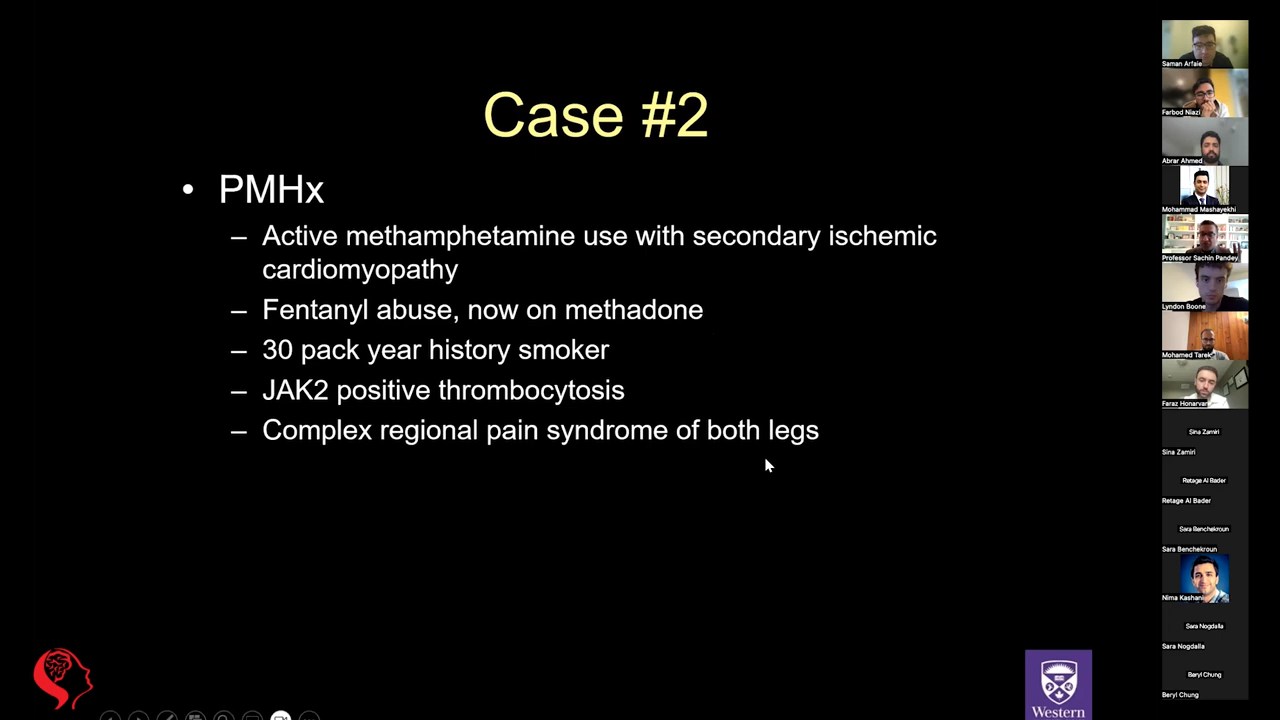 Case #2
• PMHx
– Active methamphetamine use with secondary ischemic
cardiomyopathy
– Fentanyl abuse, now on methadone
– 30 pack year history smoker
– JAK2 positive thrombocytosis
– Complex regional pain syndrome of both legs
Western
Saman Arfaie
Farbod Niazi
Abrar Ahmed
Mohammad Mashayekhi
Professor Sachin Pandey
Lyndon Boone
Mohamed Tarek
Faraz Honarvar
Sina Zamiri
Sina Zamiri
Retage Al Bader
Retage Al Bader
Sara Benchekroun
Sara Benchekroun
Nima Kashani
Sara Nogdalla
Sara Nogdalla
Beryl Chung
Beryl Chung